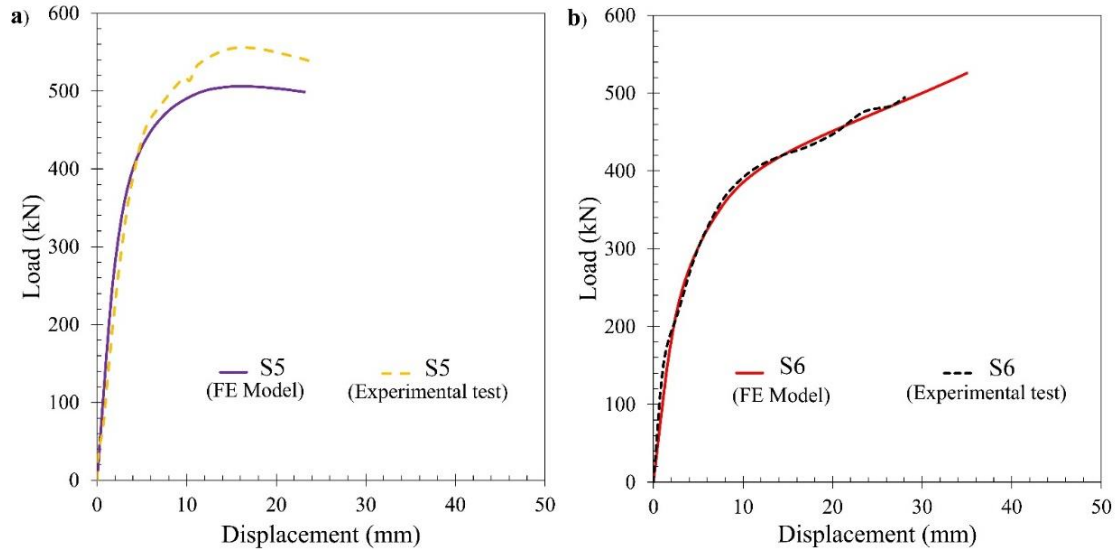 a)
600
500
400
300
200
100
0
Load (kN)
S5
(FE Model)
S5
(Experimental test)
0 10 20 30 40 50
Displacement (mm)
b)
600
500
400
300
200
100
0
Load (kN)
S6
(FE Model)
S6
(Experimental test)
0 10 20 30 40 50
Displacement (mm)